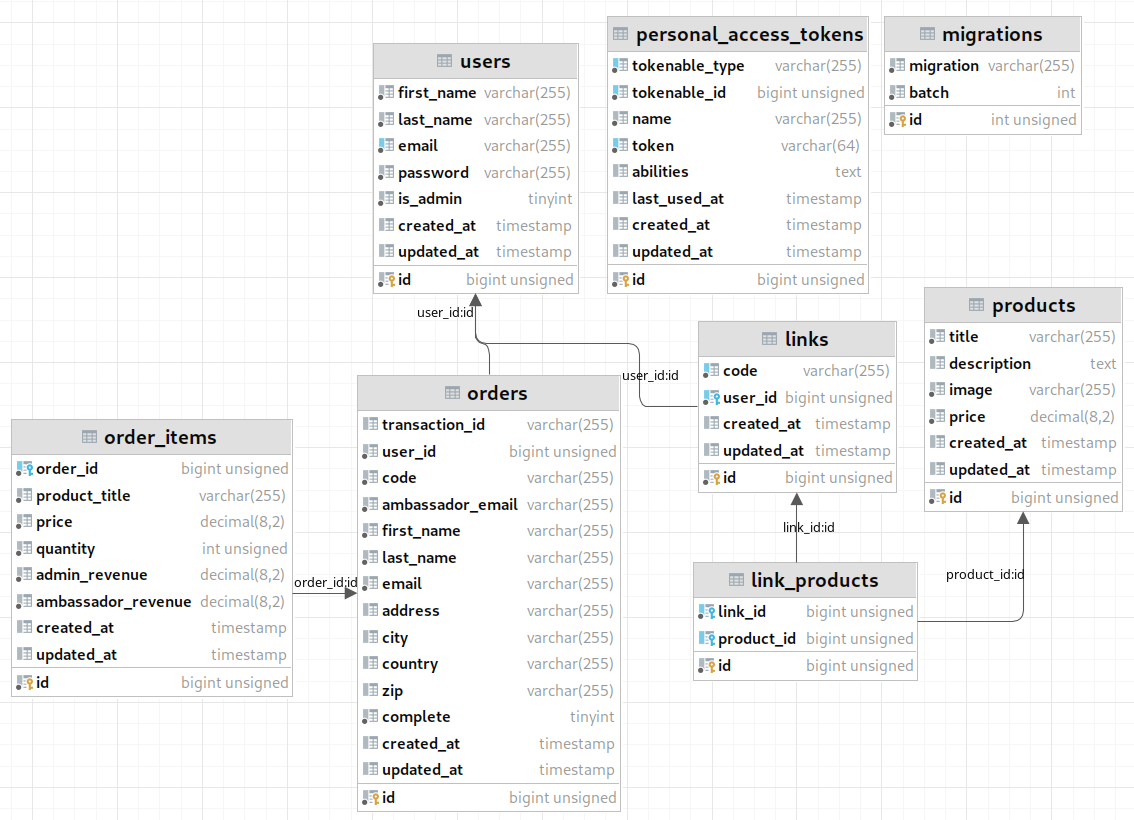 users
first_name varchar(255)
last_name varchar(255)
email varchar(255)
password varchar(255)
is_admin tinyint
created_at timestamp
updated_at timestamp
id bigint unsigned
personal_access_tokens
tokenable_type varchar(255)
tokenable_id bigint unsigned
name varchar(255)
token varchar(64)
abilities text
last_used_at timestamp
created_at timestamp
updated_at timestamp
id bigint unsigned
migrations
migration varchar(255)
batch int
id int unsigned
user_id:id
user_id:id
links
code varchar(255)
user_id bigint unsigned
created_at timestamp
updated_at timestamp
id bigint unsigned
products
title varchar(255)
description text
image varchar(255)
price decimal(8,2)
created_at timestamp
updated_at timestamp
id bigint unsigned
order_items
order_id bigint unsigned
product_title varchar(255)
price decimal(8,2)
quantity int unsigned
admin_revenue decimal(8,2)
ambassador_revenue decimal(8,2)
created_at timestamp
updated_at timestamp
id bigint unsigned
order_id:id
orders
transaction_id varchar(255)
user_id bigint unsigned
code varchar(255)
ambassador_email varchar(255)
first_name varchar(255)
last_name varchar(255)
email varchar(255)
address varchar(255)
city varchar(255)
country varchar(255)
zip varchar(255)
complete tinyint
created_at timestamp
updated_at timestamp
id bigint unsigned
link_id:id
product_id:id
link_products
link_id bigint unsigned
product_id bigint unsigned
id bigint unsigned